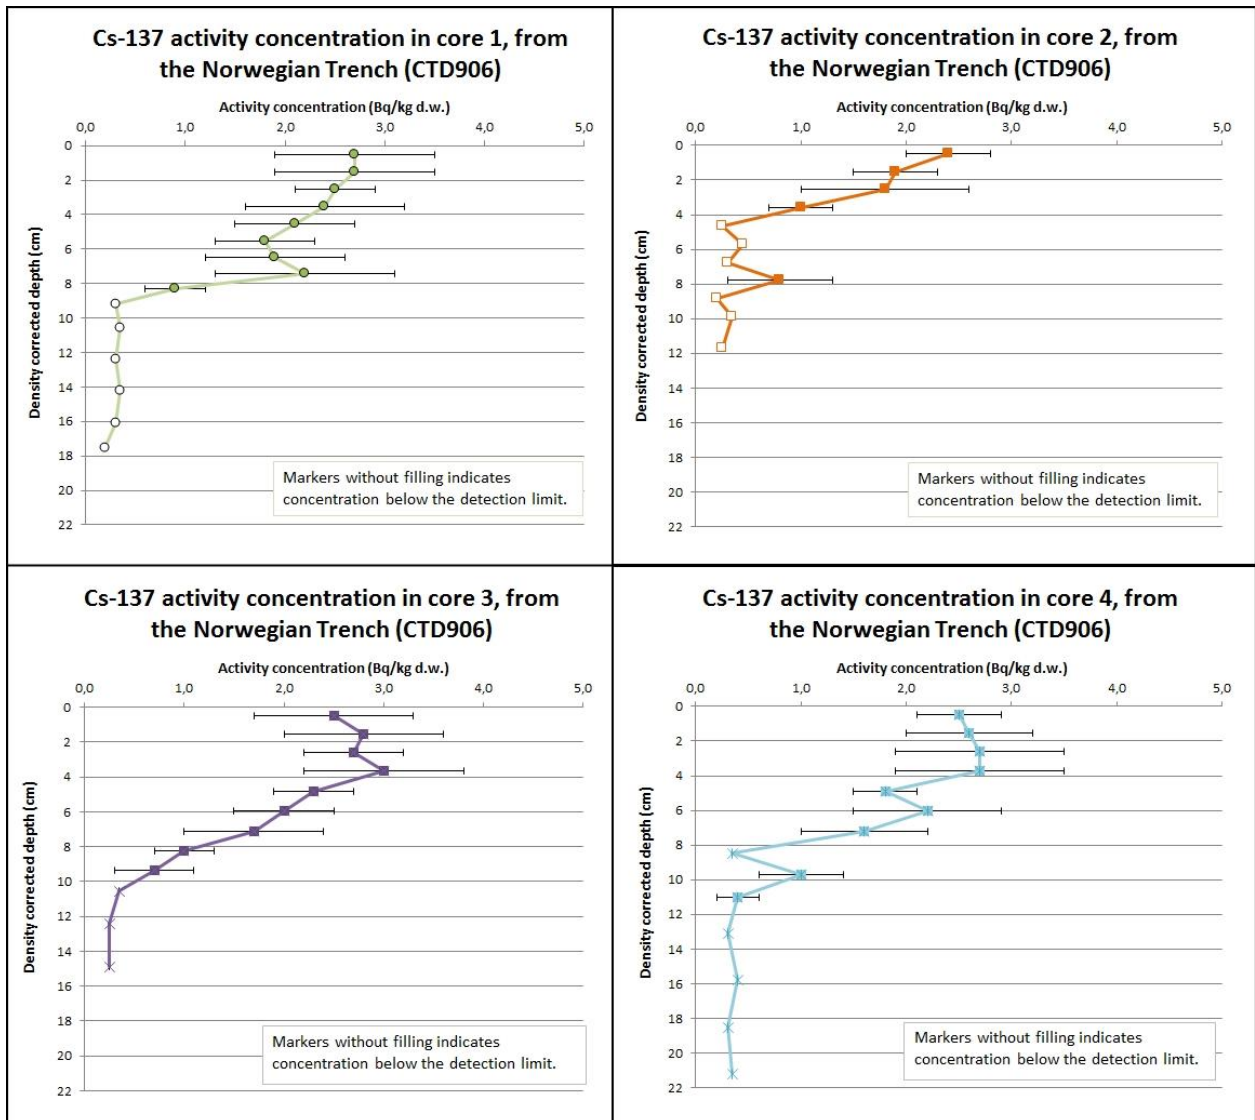 Cs-137 activity concentration in core 1, from
the Norwegian Trench (CTD906)
Activity concentration (Bq/kg d.w.)
0,0 1,0 2,0 3,0 4,0 5,0
Density corrected depth (cm)
0
2
4
6
8
10
12
14
16
18
20
22
Markers without filling indicates
concentration below the detection limit.
Cs-137 activity concentration in core 2, from
the Norwegian Trench (CTD906)
Activity concentration (Bq/kg d.w.)
0,0 1,0 2,0 3,0 4,0 5,0
Density corrected depth (cm)
0
2
4
6
8
10
12
14
16
18
20
22
Markers without filling indicates
concentration below the detection limit.
Cs-137 activity concentration in core 3, from
the Norwegian Trench (CTD906)
Activity concentration (Bq/kg d.w.)
0,0 1,0 2,0 3,0 4,0 5,0
Density corrected depth (cm)
0
2
4
6
8
10
12
14
16
18
20
22
Markers without filling indicates
concentration below the detection limit.
Cs-137 activity concentration in core 4, from
the Norwegian Trench (CTD906)
Activity concentration (Bq/kg d.w.)
0,0 1,0 2,0 3,0 4,0 5,0
Density corrected depth (cm)
0
2
4
6
8
10
12
14
16
18
20
22
Markers without filling indicates
concentration below the detection limit.